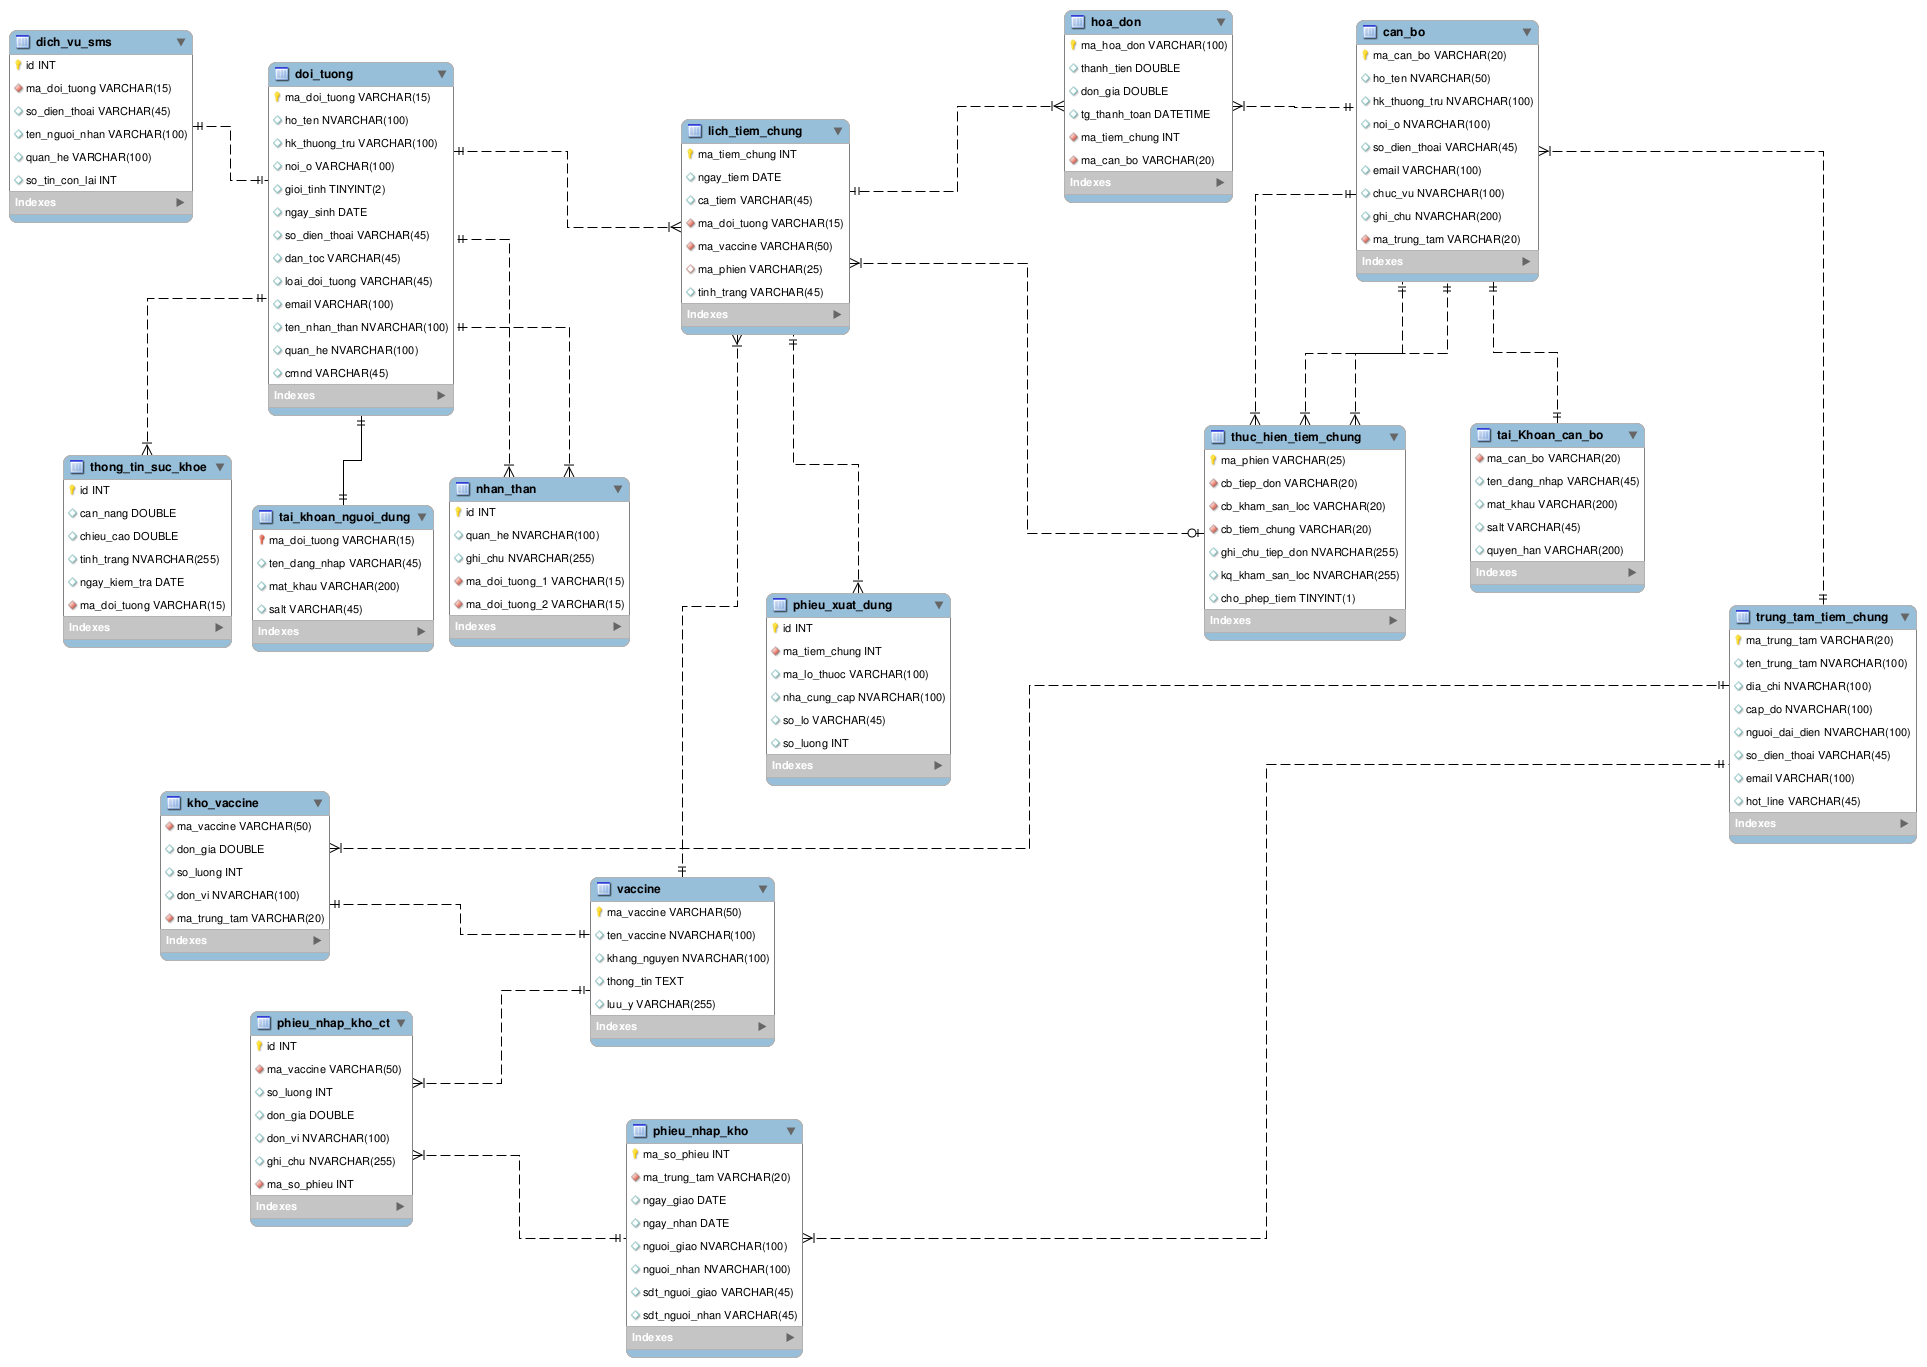 dich_vu_sms
id INT
ma_doi_tuong VARCHAR(15)
so_dien_thoai VARCHAR(45)
ten_nguoi_nhan VARCHAR(100)
quan_he VARCHAR(100)
so_tin_con_lai INT
Indexes
doi_tuong
ma_doi_tuong VARCHAR(15)
ho_ten NVARCHAR(100)
hk_thuong_tru VARCHAR(100)
noi_o VARCHAR(100)
gioi_tinh TINYINT(2)
ngay_sinh DATE
so_dien_thoai VARCHAR(45)
dan_toc VARCHAR(45)
loai_doi_tuong VARCHAR(45)
email VARCHAR(100)
ten_nhan_than NVARCHAR(100)
quan_he NVARCHAR(100)
cmnd VARCHAR(45)
Indexes
lich_tiem_chung
ma_tiem_chung INT
ngay_tiem DATE
ca_tiem VARCHAR(45)
ma_doi_tuong VARCHAR(15)
ma_vaccine VARCHAR(50)
ma_phien VARCHAR(25)
tinh_trang VARCHAR(45)
Indexes
hoa_don
ma_hoa_don VARCHAR(100)
thanh_tien DOUBLE
don_gia DOUBLE
tg_thanh_toan DATETIME
ma_tiem_chung INT
ma_can_bo VARCHAR(20)
Indexes
can_bo
ma_can_bo VARCHAR(20)
ho_ten NVARCHAR(50)
hk_thuong_tru NVARCHAR(100)
noi_o NVARCHAR(100)
so_dien_thoai VARCHAR(45)
email VARCHAR(100)
chuc_vu NVARCHAR(100)
ghi_chu NVARCHAR(200)
ma_trung_tam VARCHAR(20)
Indexes
thong_tin_suc_khoe
id INT
can_nang DOUBLE
chieu_cao DOUBLE
tinh_trang NVARCHAR(255)
ngay_kiem_tra DATE
ma_doi_tuong VARCHAR(15)
Indexes
tai_khoan_nguoi_dung
ma_doi_tuong VARCHAR(15)
ten_dang_nhap VARCHAR(45)
mat_khau VARCHAR(200)
salt VARCHAR(45)
Indexes
nhan_than
id INT
quan_he NVARCHAR(100)
ghi_chu NVARCHAR(255)
ma_doi_tuong_1 VARCHAR(15)
ma_doi_tuong_2 VARCHAR(15)
Indexes
phieu_xuat_dung
id INT
ma_tiem_chung INT
ma_lo_thuoc VARCHAR(100)
nha_cung_cap NVARCHAR(100)
so_lo VARCHAR(45)
so_luong INT
Indexes
thuc_hien_tiem_chung
ma_phien VARCHAR(25)
cb_tiep_don VARCHAR(20)
cb_kham_san_loc VARCHAR(20)
cb_tiem_chung VARCHAR(20)
ghi_chu_tiep_don NVARCHAR(255)
kq_kham_san_loc NVARCHAR(255)
cho_phep_tiem TINYINT(1)
Indexes
tai_Khoan_can_bo
ma_can_bo VARCHAR(20)
ten_dang_nhap VARCHAR(45)
mat_khau VARCHAR(200)
salt VARCHAR(45)
quyen_han VARCHAR(200)
Indexes
trung_tam_tiem_chung
ma_trung_tam VARCHAR(20)
ten_trung_tam NVARCHAR(100)
dia_chi NVARCHAR(100)
cap_do NVARCHAR(100)
nguoi_dai_dien NVARCHAR(100)
so_dien_thoai VARCHAR(45)
email VARCHAR(100)
hot_line VARCHAR(45)
Indexes
kho_vaccine
ma_vaccine VARCHAR(50)
don_gia DOUBLE
so_luong INT
don_vi NVARCHAR(100)
ma_trung_tam VARCHAR(20)
Indexes
vaccine
ma_vaccine VARCHAR(50)
ten_vaccine NVARCHAR(100)
khang_nguyen NVARCHAR(100)
thong_tin TEXT
luu_y VARCHAR(255)
Indexes
phieu_nhap_kho_ct
id INT
ma_vaccine VARCHAR(50)
so_luong INT
don_gia DOUBLE
don_vi NVARCHAR(100)
ghi_chu NVARCHAR(255)
ma_so_phieu INT
Indexes
phieu_nhap_kho
ma_so_phieu INT
ma_trung_tam VARCHAR(20)
ngay_giao DATE
ngay_nhan DATE
nguoi_giao NVARCHAR(100)
nguoi_nhan NVARCHAR(100)
sdt_nguoi_giao VARCHAR(45)
sdt_nguoi_nhan VARCHAR(45)
Indexes